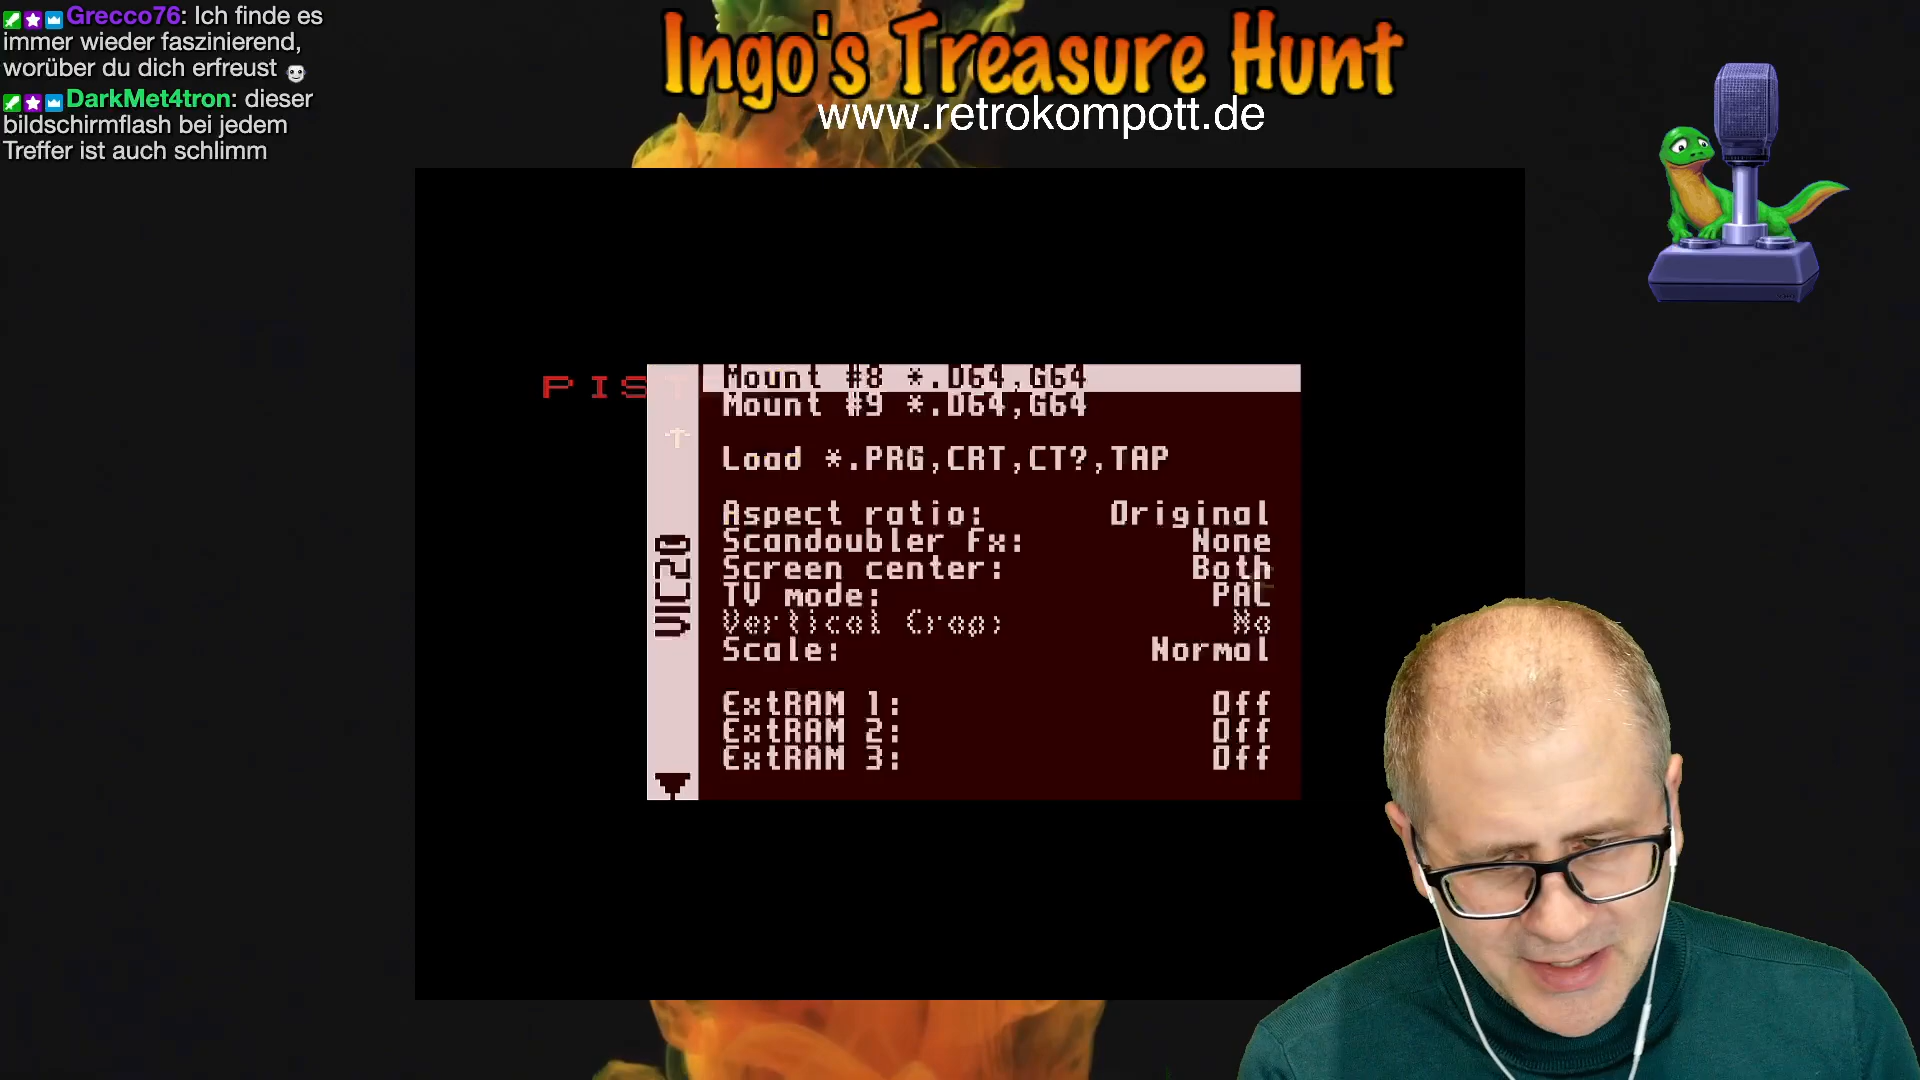 Grecco76: Ich finde es
immer wieder faszinierend,
worüber du dich erfreust
DarkMet4tron: dieser
bildschirmflash bei jedem
Treffer ist auch schlimm
Ingo's Treasure Hunt
www.retrokompott.de
PIST
VIC20
Mount #8 *.D64,G64
Mount #9 *.D64,G64
Load *.PRG,CRT,CT?,TAP
Aspect ratio: Original
Scandoubler Fx: None
Screen center: Both
TV mode: PAL
Vertical Crop: No
Scale: Normal
ExtRAM 1: Off
ExtRAM 2: Off
ExtRAM 3: Off